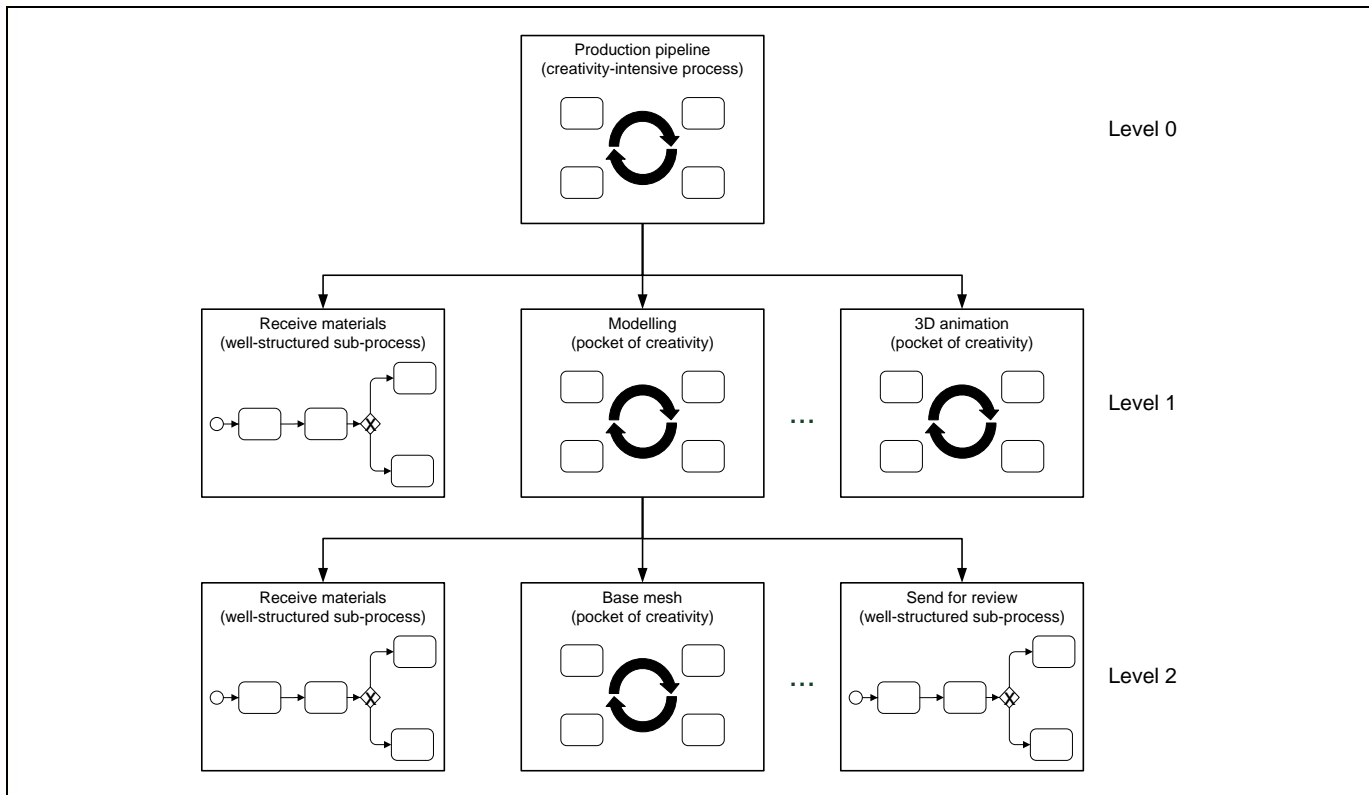 Production pipeline
(creativity-intensive process)
Level 0
Receive materials
(well-structured sub-process)
Modelling
(pocket of creativity)
...
3D animation
(pocket of creativity)
Level 1
Receive materials
(well-structured sub-process)
Base mesh
(pocket of creativity)
...
Send for review
(well-structured sub-process)
Level 2